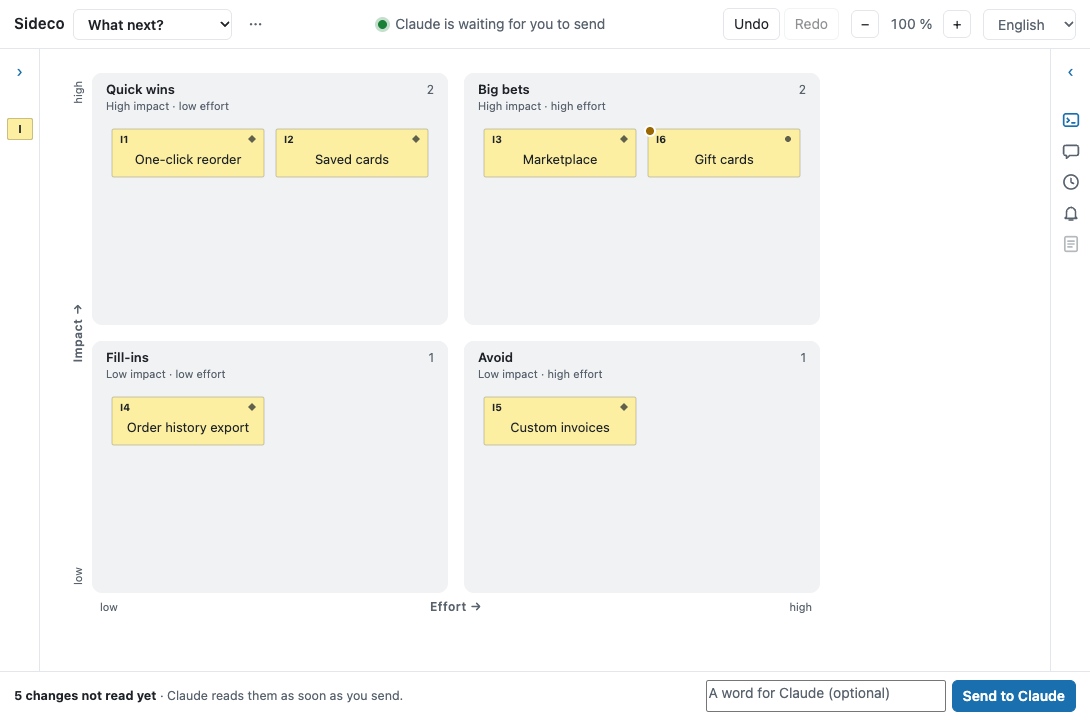 Sideco
What next?
Claude is waiting for you to send
Undo
Redo
− 100 % +
English
I
high
Impact →
low
Quick wins 2
High impact · low effort
I1
One-click reorder
I2
Saved cards
Big bets 2
High impact · high effort
I3
Marketplace
I6
Gift cards
Fill-ins 1
Low impact · low effort
I4
Order history export
Avoid 1
Low impact · high effort
I5
Custom invoices
low
Effort →
high
5 changes not read yet · Claude reads them as soon as you send.
A word for Claude (optional)
Send to Claude